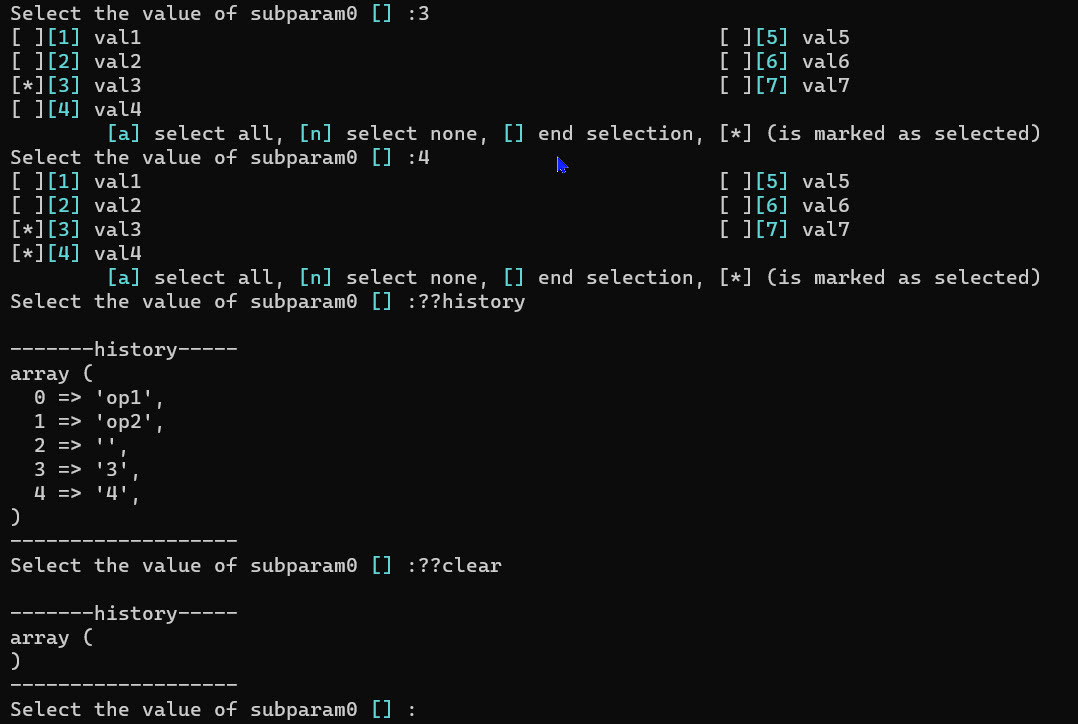 Select the value of subparam0 [] :3
[ ][1] val1                                                [ ][5] val5
[ ][2] val2                                                [ ][6] val6
[*][3] val3                                                [ ][7] val7
[ ][4] val4
        [a] select all, [n] select none, [] end selection, [*] (is marked as selected)
Select the value of subparam0 [] :4
[ ][1] val1                                                [ ][5] val5
[ ][2] val2                                                [ ][6] val6
[*][3] val3                                                [ ][7] val7
[*][4] val4
        [a] select all, [n] select none, [] end selection, [*] (is marked as selected)
Select the value of subparam0 [] :??history

-------history-----
array (
  0 => 'op1',
  1 => 'op2',
  2 => '',
  3 => '3',
  4 => '4',
)
-------------------
Select the value of subparam0 [] :??clear

-------history-----
array (
)
-------------------
Select the value of subparam0 [] :